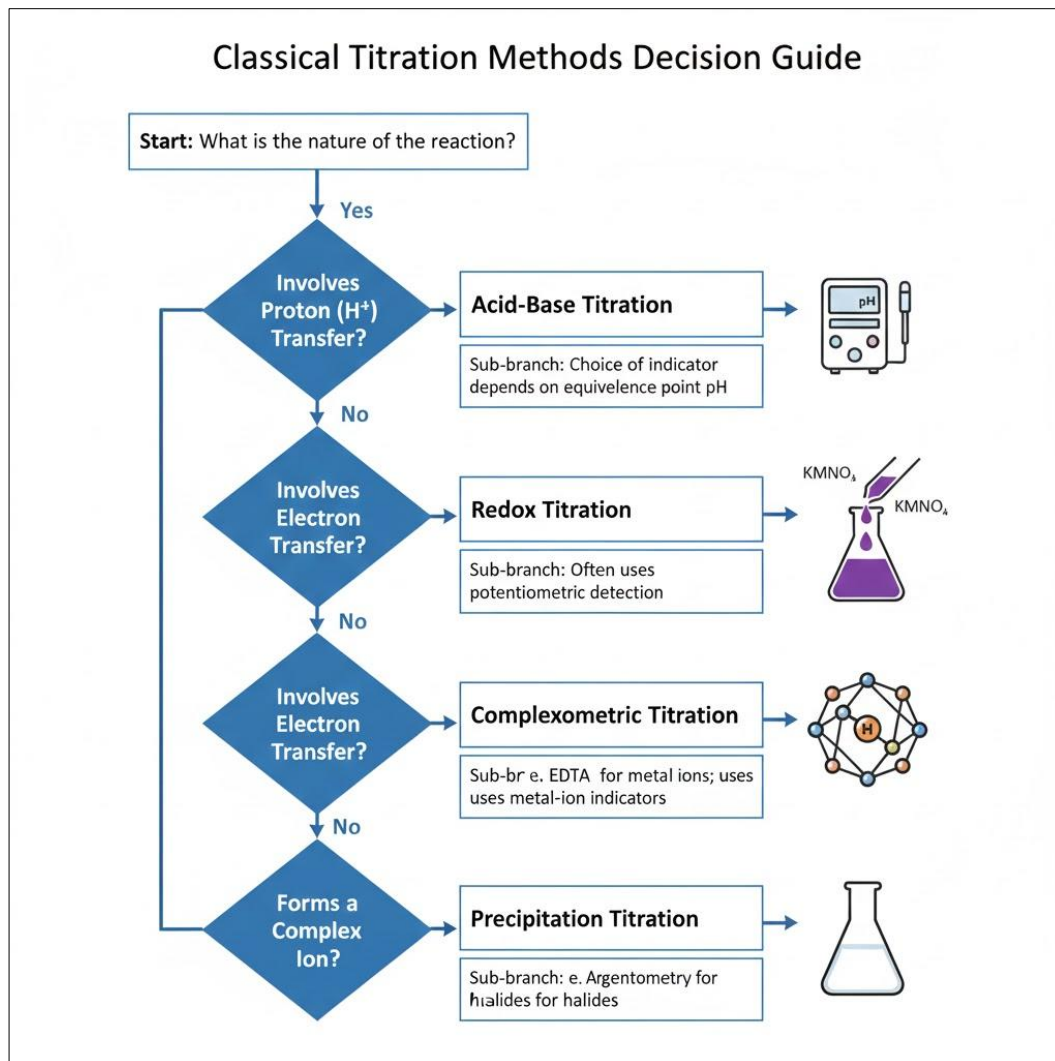 Classical Titration Methods Decision Guide
Start: What is the nature of the reaction?
Yes
Involves
Proton (H⁺)
Transfer?
Acid-Base Titration
pH
Sub-branch: Choice of indicator
depends on equivelence point pH
No
Involves
Electron
Transfer?
Redox Titration
Sub-branch: Often uses
potentiometric detection
KMNO₄
KMNO₄
No
Involves
Electron
Transfer?
Complexometric Titration
Sub-br e. EDTA for metal ions; uses
uses metal-ion indicators
H
No
Forms a
Complex
Ion?
Precipitation Titration
Sub-branch: e. Argentometry for
for halides